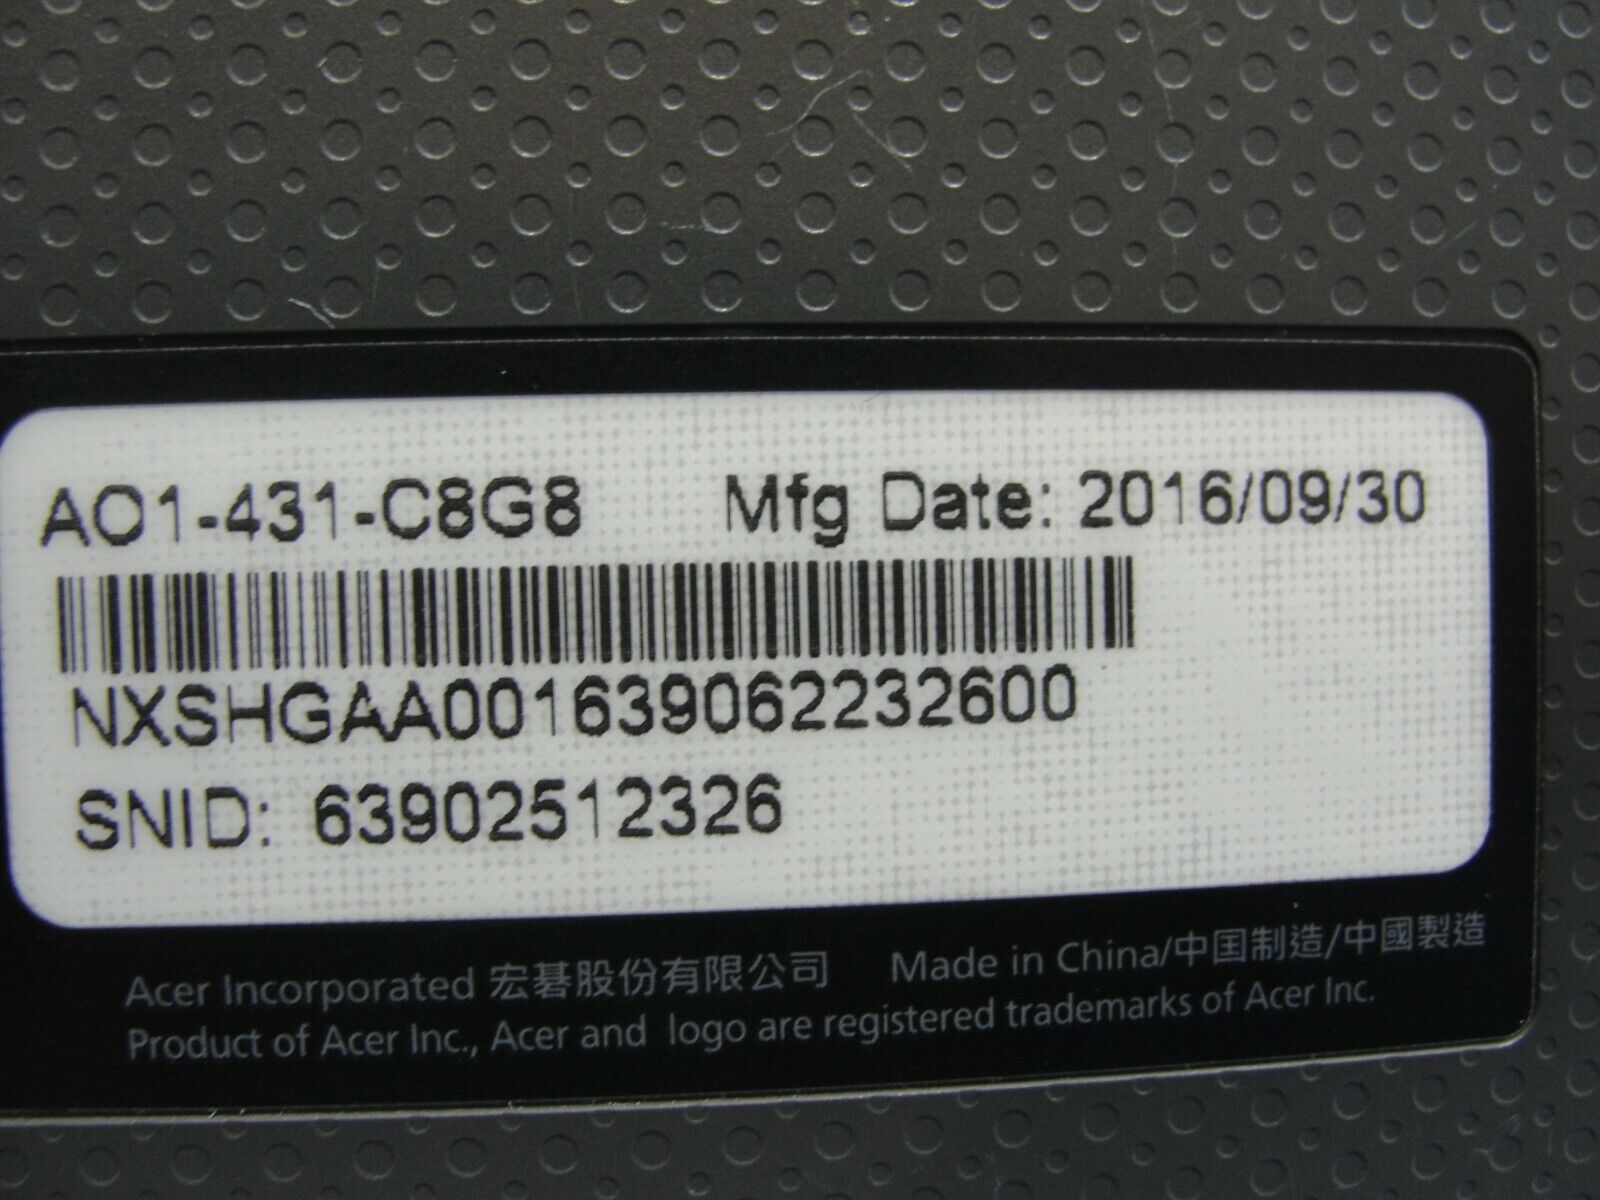 AO1-431-C8G8 Mfg Date: 2016/09/30
NXSHGAA001639062232600
SNID: 63902512326
Acer Incorporated 宏碁股份有限公司 Made in China/中国制造/中國製造
Product of Acer Inc., Acer and logo are registered trademarks of Acer Inc.